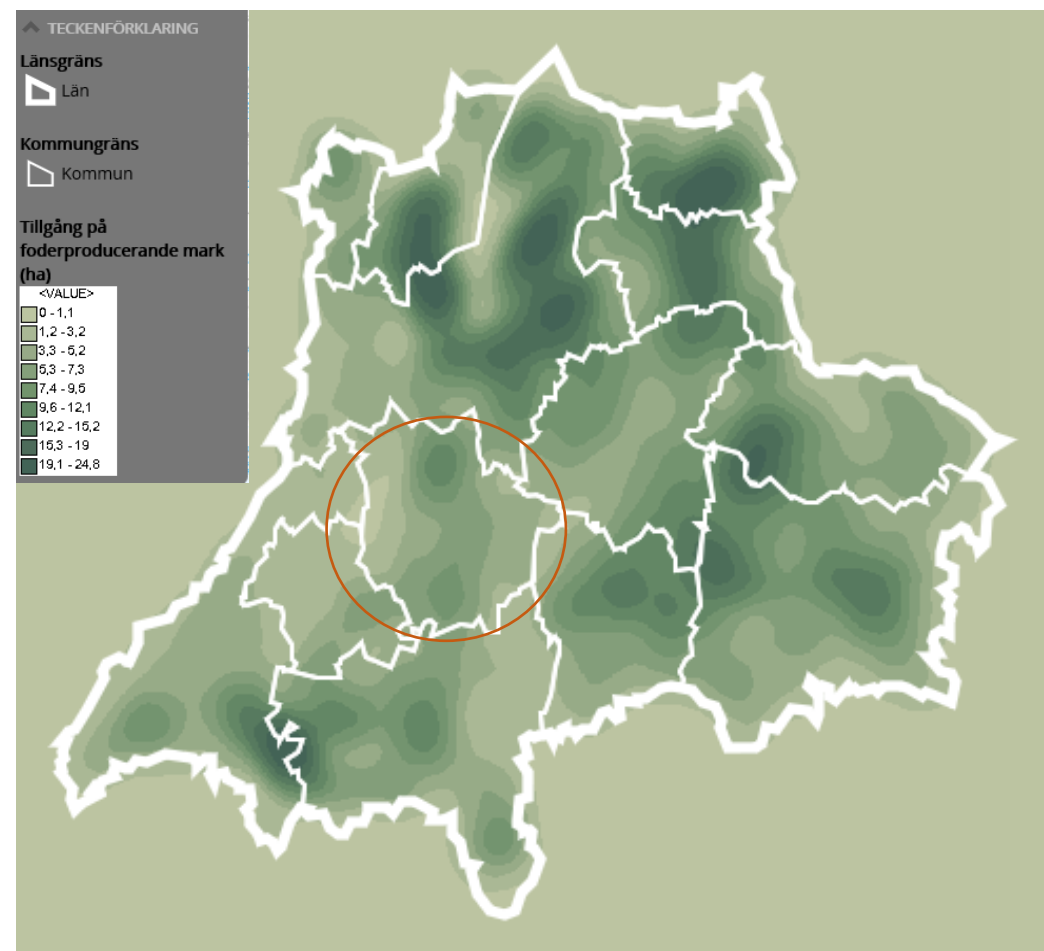 TECKENFÖRKLARING
Länsgräns
Län
Kommungräns
Kommun
Tillgång på
foderproducerande mark
(ha)
<VALUE>
0 - 1,1
1,2 - 3,2
3,3 - 5,2
5,3 - 7,3
7,4 - 9,5
9,6 - 12,1
12,2 - 15,2
15,3 - 19
19,1 - 24,8